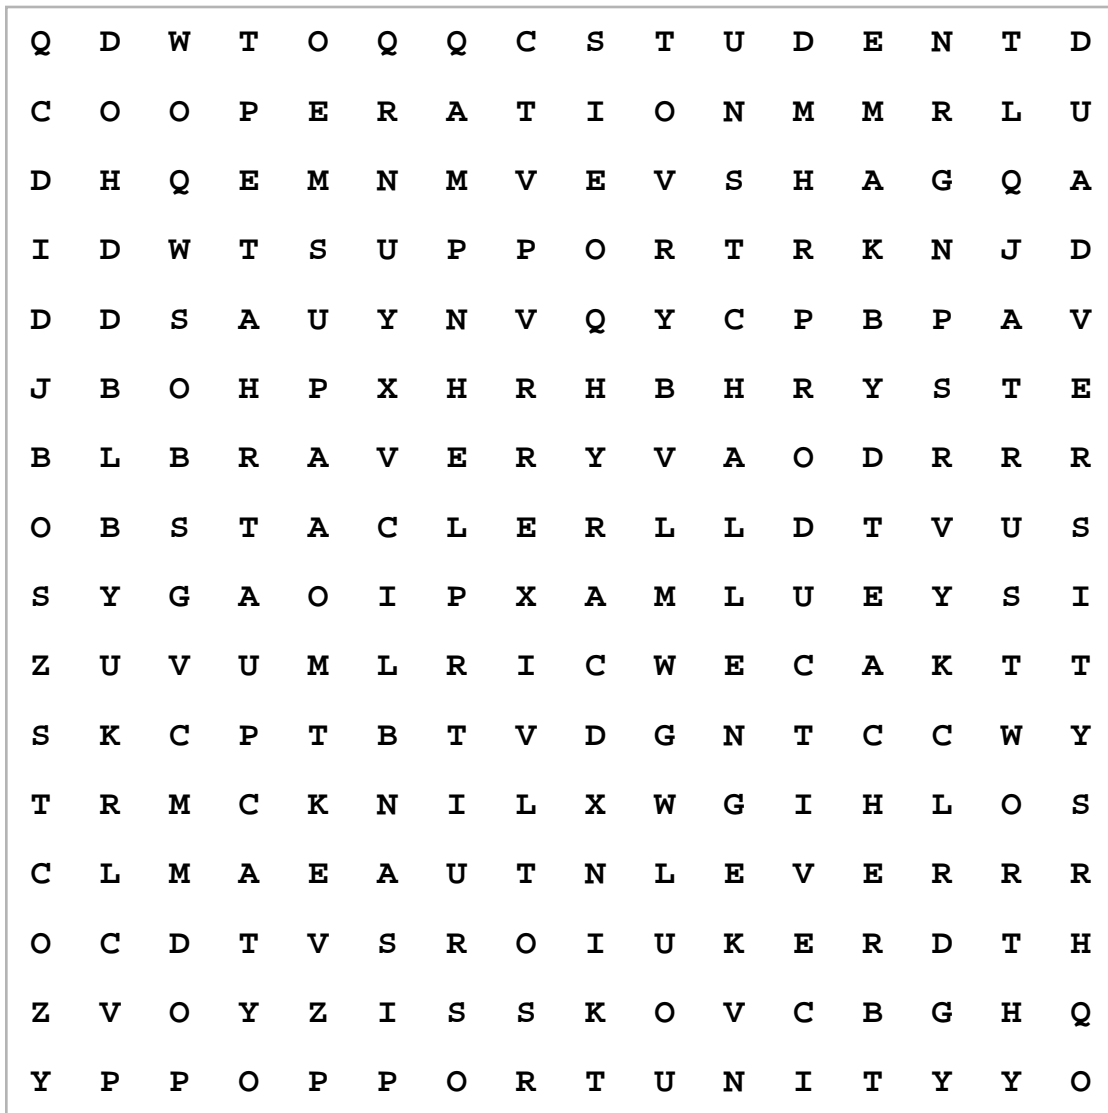 Q D W T O Q Q C S T U D E N T D
C O O P E R A T I O N M M R L U
D H Q E M N M V E V S H A G Q A
I D W T S U P P O R T R K N J D
D D S A U Y N V Q Y C P B P A V
J B O H P X H R H B H R Y S T E
B L B R A V E R Y V A O D R R R
O B S T A C L E R L L D T V U S
S Y G A O I P X A M L U E Y S I
Z U V U M L R I C W E C A K T T
S K C P T B T V D G N T C C W Y
T R M C K N I L X W G I H L O S
C L M A E A U T N L E V E R R R
O C D T V S R O I U K E R D T H
Z V O Y Z I S S K O V C B G H Q
Y P P O P P O R T U N I T Y Y O